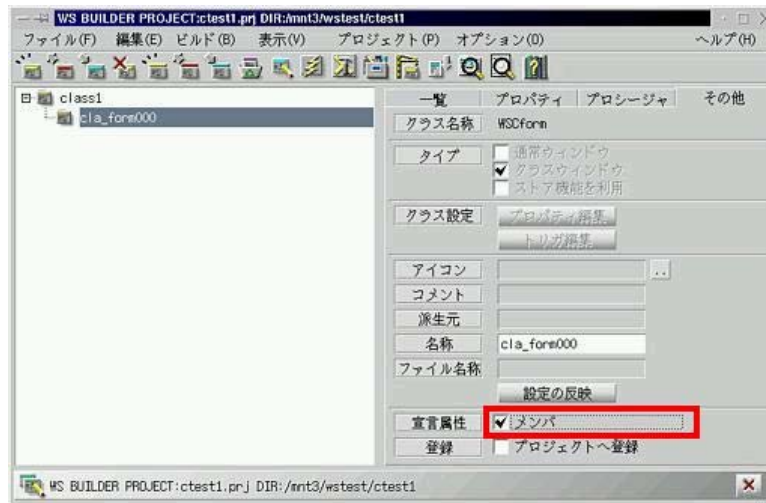 WS BUILDER PROJECT:ctest1.prj DIR:/mnt3/wstest/ctest1
ファイル(F) 編集(E) ビルド(B) 表示(V) プロジェクト(P) オプション(O) ヘルプ(H)
class1
cla_form000
一覧 プロパティ プロシージャ その他
クラス名称 WSCform
タイプ 通常ウィンドウ
クラスウィンドウ
ストア機能を利用
クラス設定 プロパティ編集
トリガ編集
アイコン ..
コメント
派生元
名称 cla_form000
ファイル名称
設定の反映
宣言属性 メンバ
登録 プロジェクトへ登録
WS BUILDER PROJECT:ctest1.prj DIR:/mnt3/wstest/ctest1